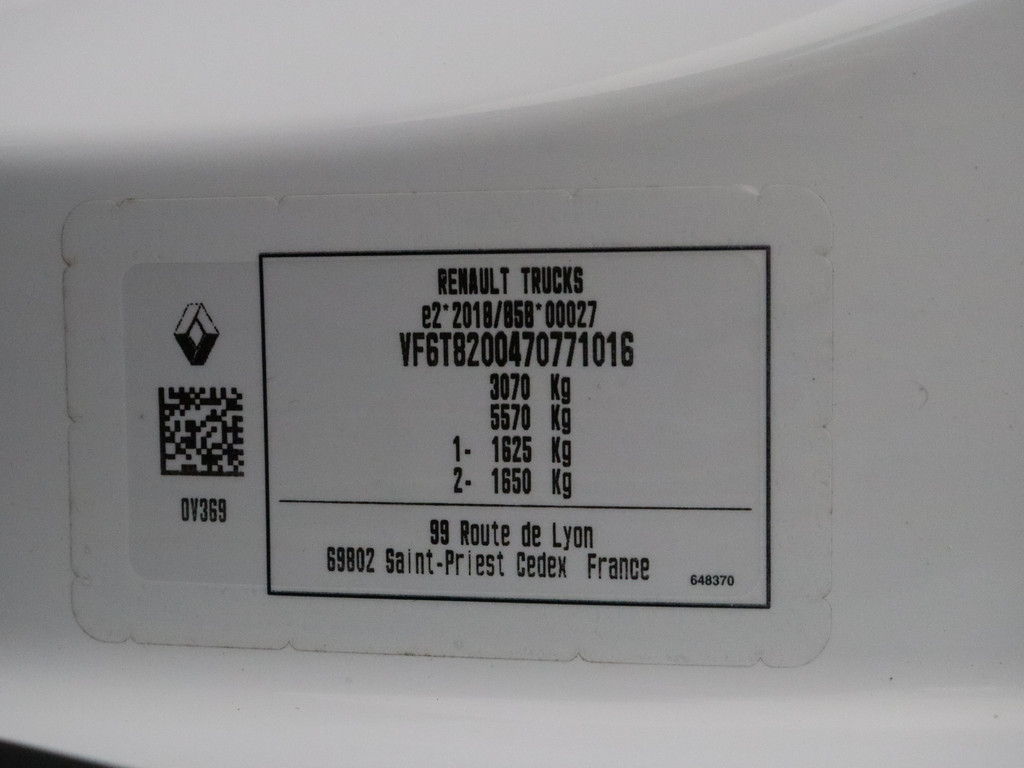 RENAULT TRUCKS
e2*2018/858*00027
VF6T8200470771016
3070 Kg
5570 Kg
1- 1625 Kg
2- 1650 Kg
0V369
99 Route de Lyon
69802 Saint-Priest Cedex France
648370